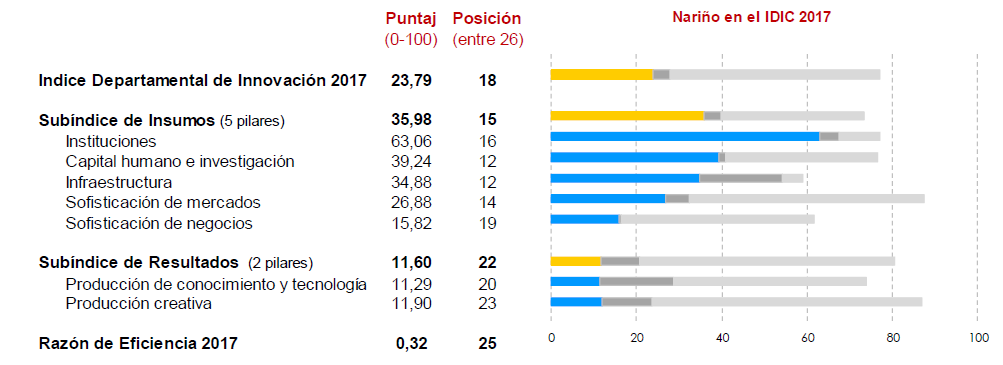 Puntaj Posición Nariño en el IDIC 2017
(0-100) (entre 26)
Indice Departamental de Innovación 2017 23,79 18
Subíndice de Insumos (5 pilares) 35,98 15
Instituciones 63,06 16
Capital humano e investigación 39,24 12
Infraestructura 34,88 12
Sofisticación de mercados 26,88 14
Sofisticación de negocios 15,82 19
Subíndice de Resultados (2 pilares) 11,60 22
Producción de conocimiento y tecnología 11,29 20
Producción creativa 11,90 23
Razón de Eficiencia 2017 0,32 25
0 20 40 60 80 100